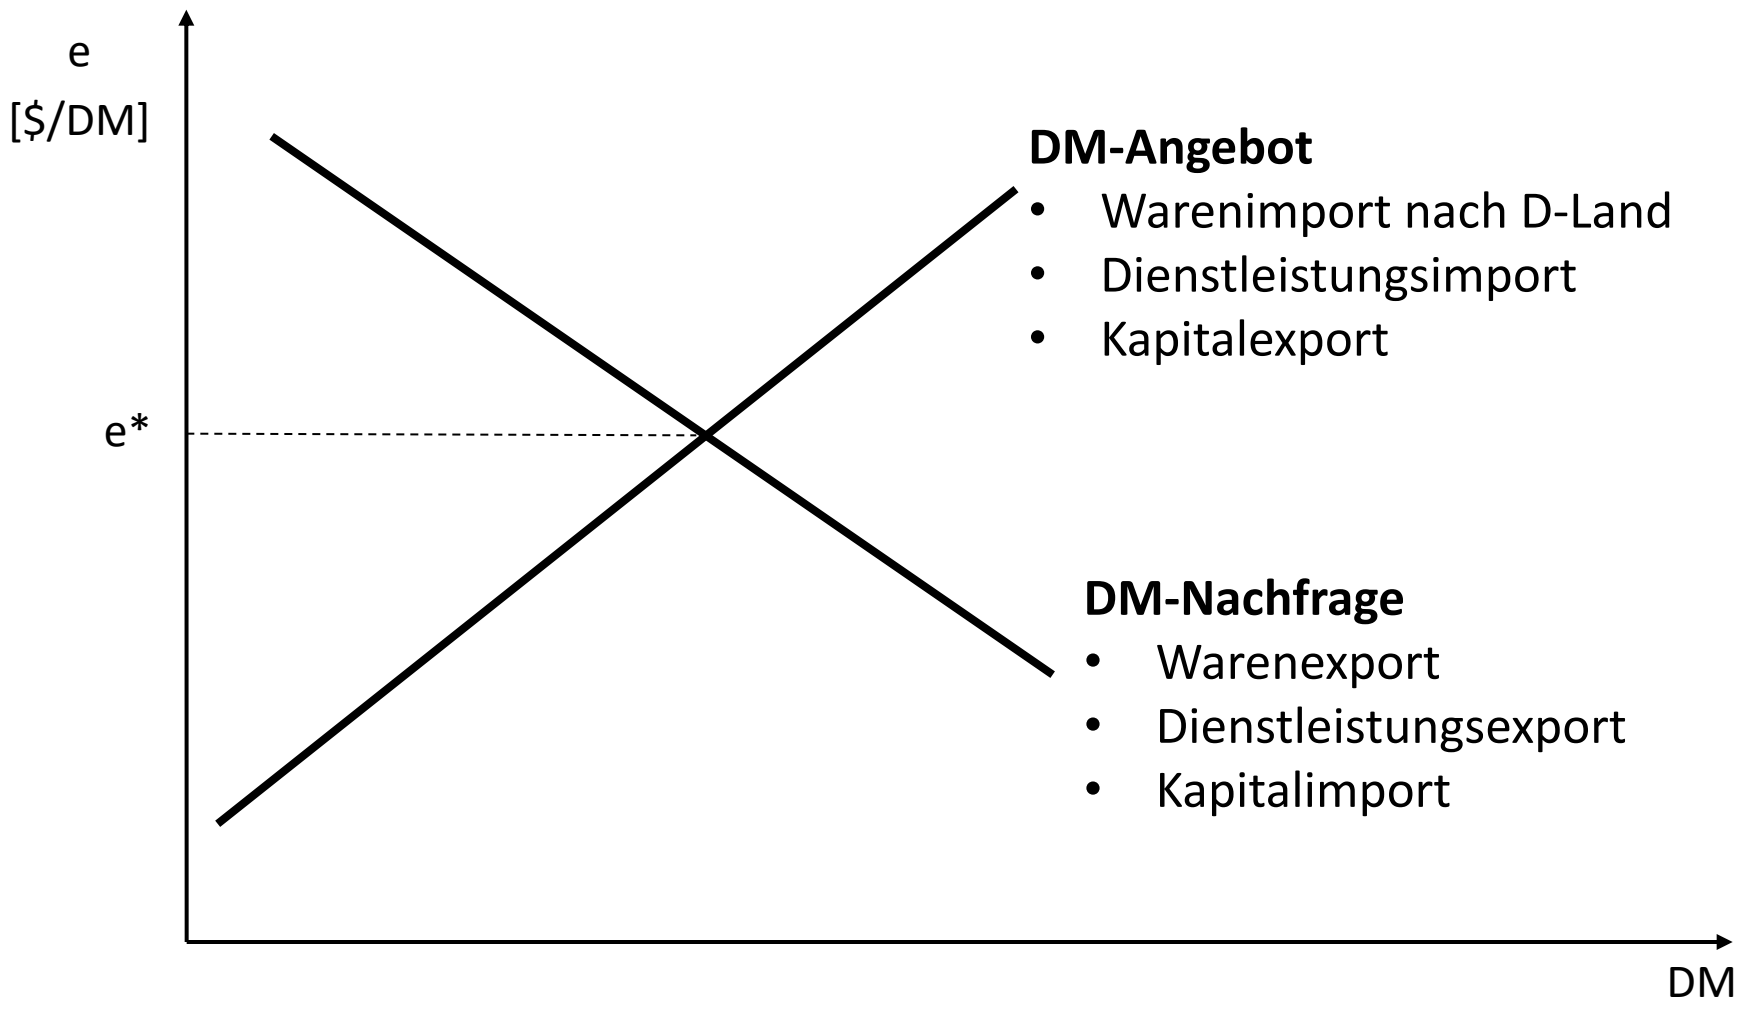 e
[$/DM]
DM-Angebot
• Warenimport nach D-Land
• Dienstleistungsimport
• Kapitalexport
e*
DM-Nachfrage
• Warenexport
• Dienstleistungsexport
• Kapitalimport
DM